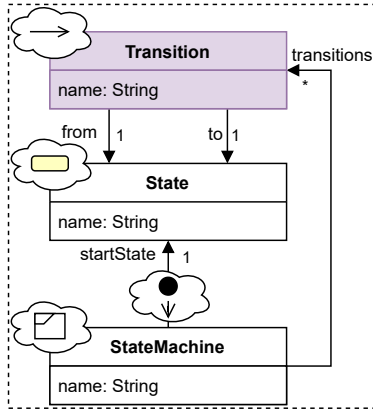 Transition
transitions
name: String
*
from 1
to 1
State
name: String
startState 1
StateMachine
name: String